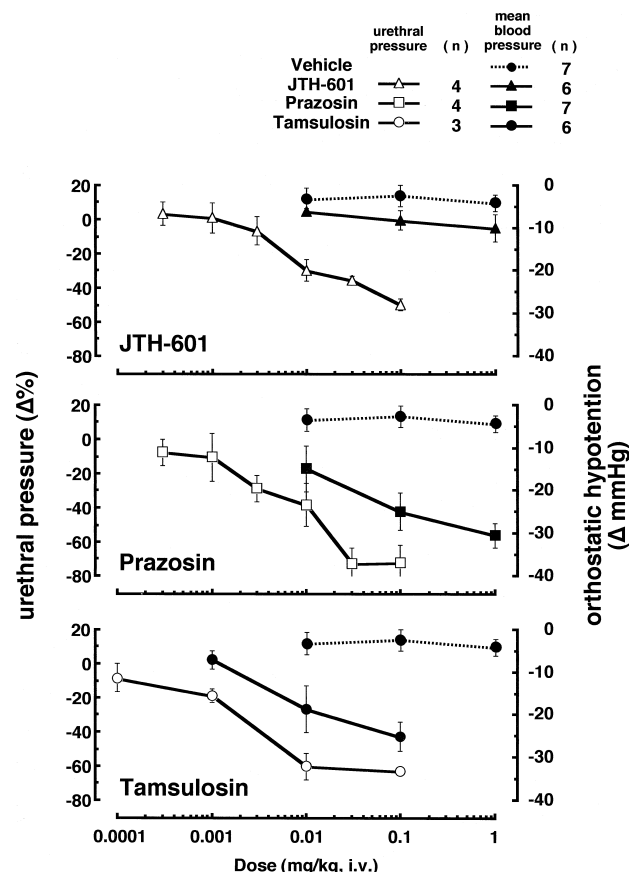 urethral pressure (n) mean blood pressure (n)
Vehicle 7
JTH-601 4 6
Prazosin 4 7
Tamsulosin 3 6
20 0
0 -10
-20 -20
-40
-60 -30
-80 -40
JTH-601
20 0
0 -10
-20 -20
-40
-60 -30
-80 -40
Prazosin
20 0
0 -10
-20 -20
-40
-60 -30
-80 -40
Tamsulosin
0.0001 0.001 0.01 0.1 1
Dose (mg/kg, i.v.)
urethral pressure (Δ%)
orthostatic hypotention
(Δ mmHg)